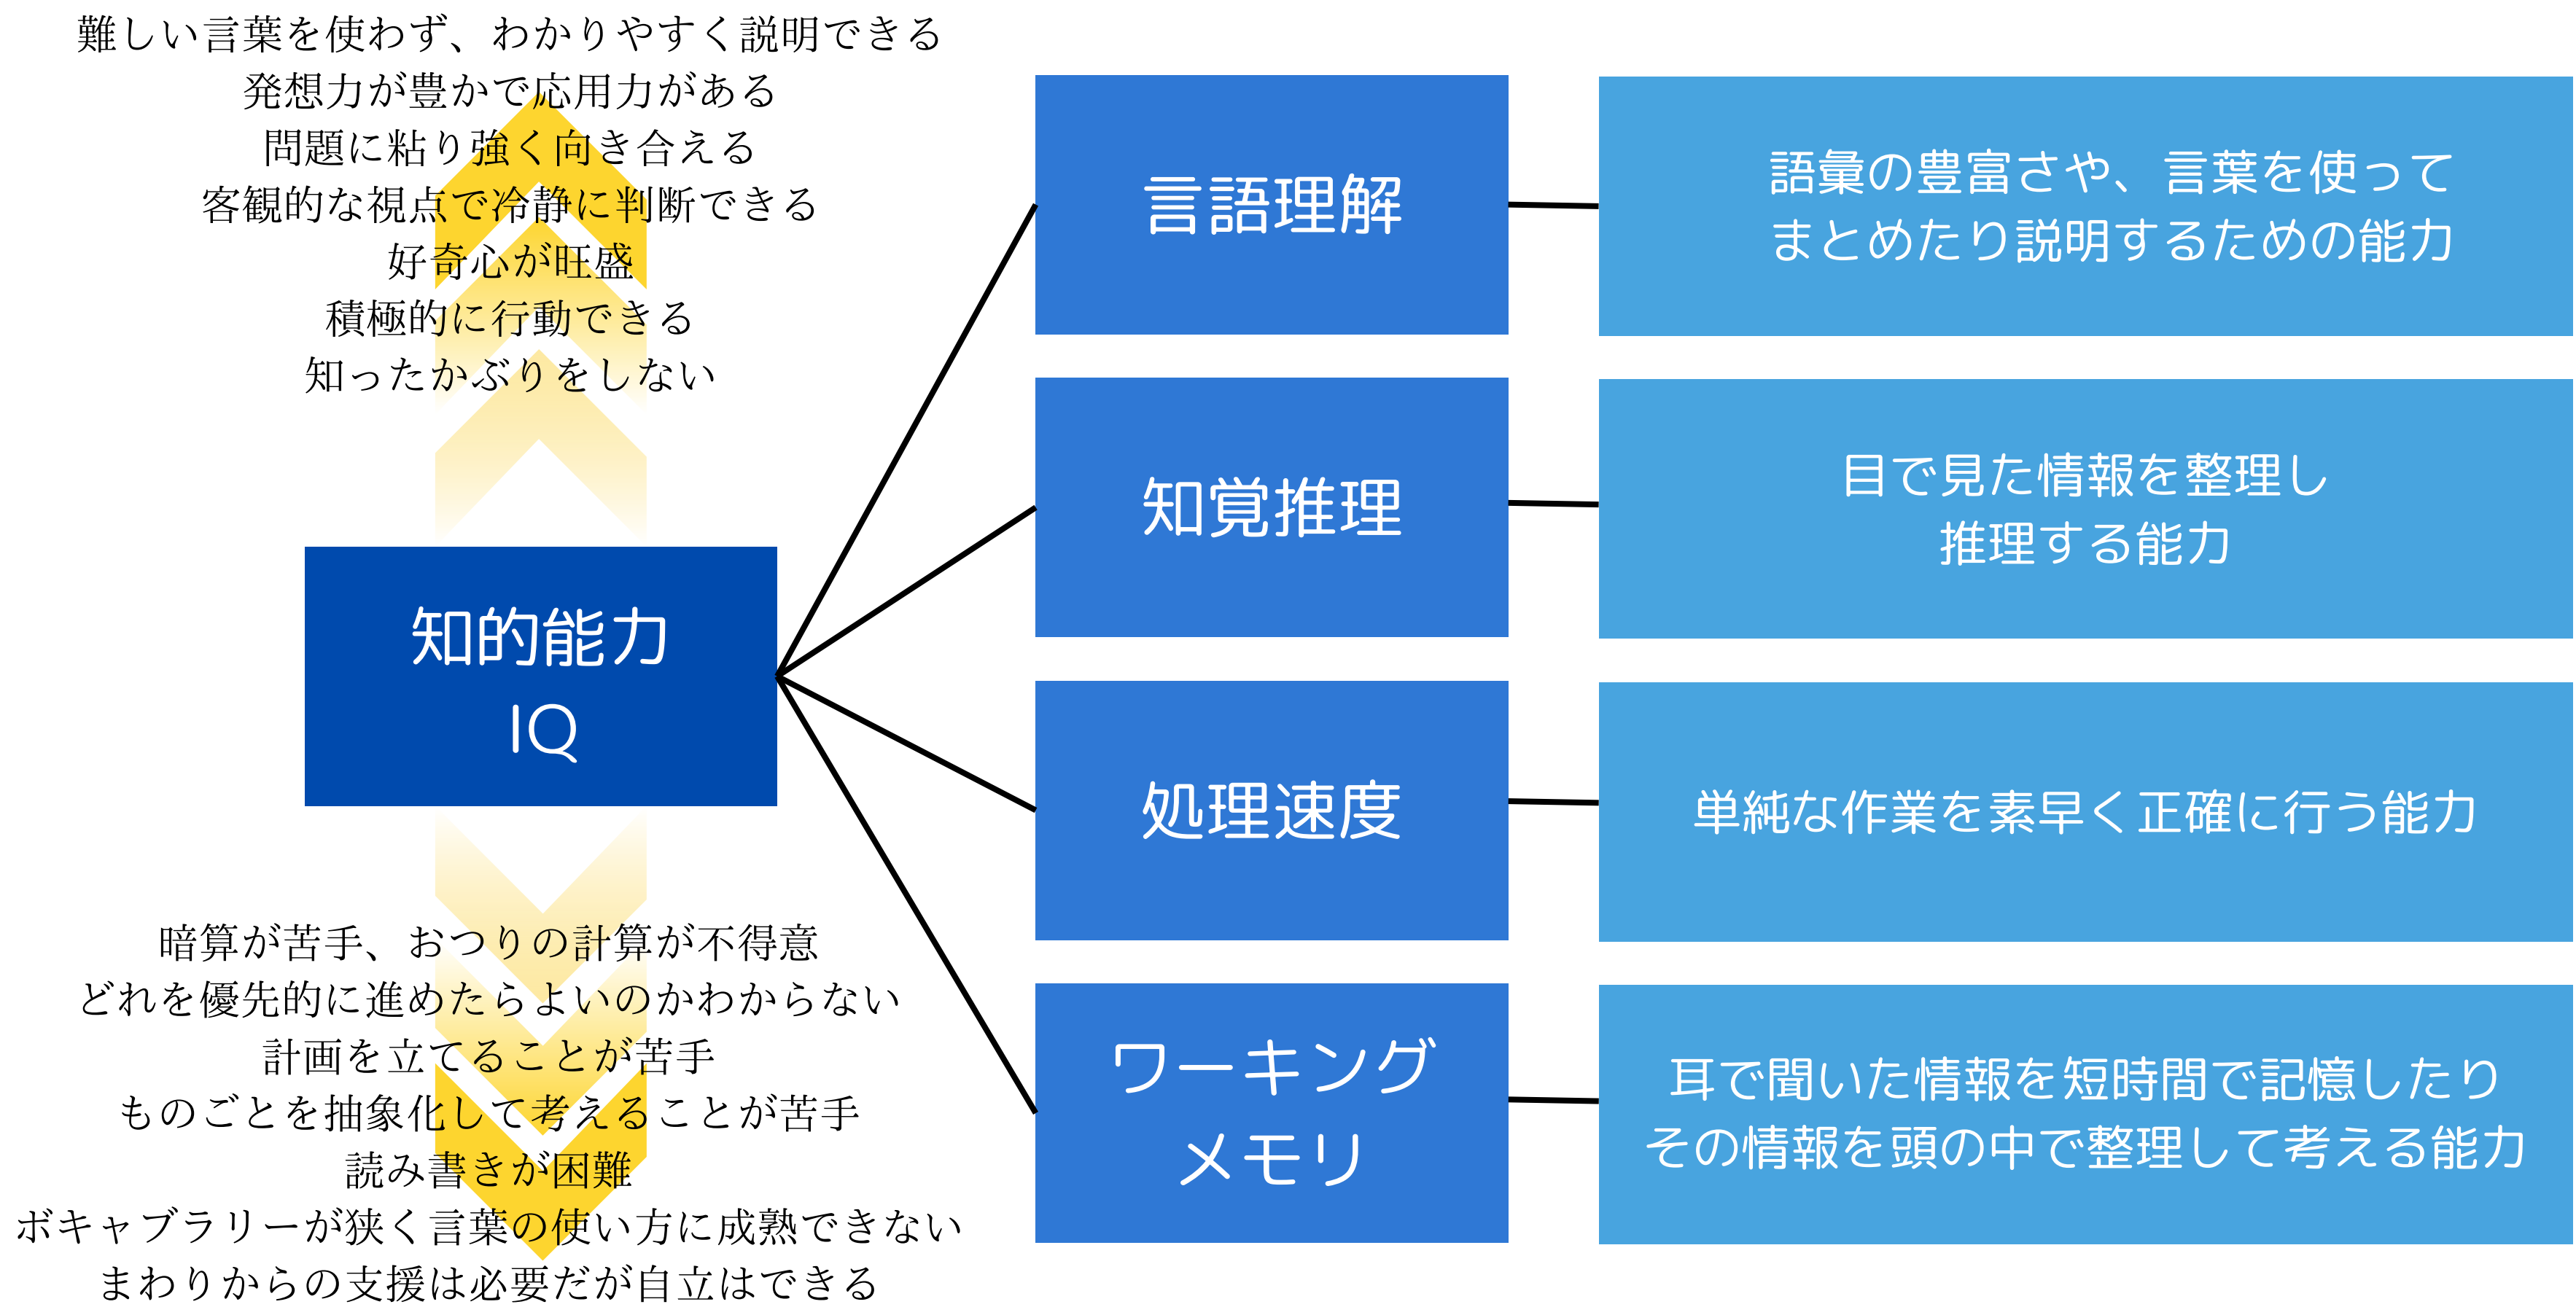 難しい言葉を使わず、わかりやすく説明できる
発想力が豊かで応用力がある
問題に粘り強く向き合える
客観的な視点で冷静に判断できる
好奇心が旺盛
積極的に行動できる
知ったかぶりをしない
知的能力
IQ
暗算が苦手、おつりの計算が不得意
どれを優先的に進めたらよいのかわからない
計画を立てることが苦手
ものごとを抽象化して考えることが苦手
読み書きが困難
ボキャブラリーが狭く言葉の使い方に成熟できない
まわりからの支援は必要だが自立はできる
言語理解
語彙の豊富さや、言葉を使って
まとめたり説明するための能力
知覚推理
目で見た情報を整理し
推理する能力
処理速度
単純な作業を素早く正確に行う能力
ワーキング
メモリ
耳で聞いた情報を短時間で記憶したり
その情報を頭の中で整理して考える能力